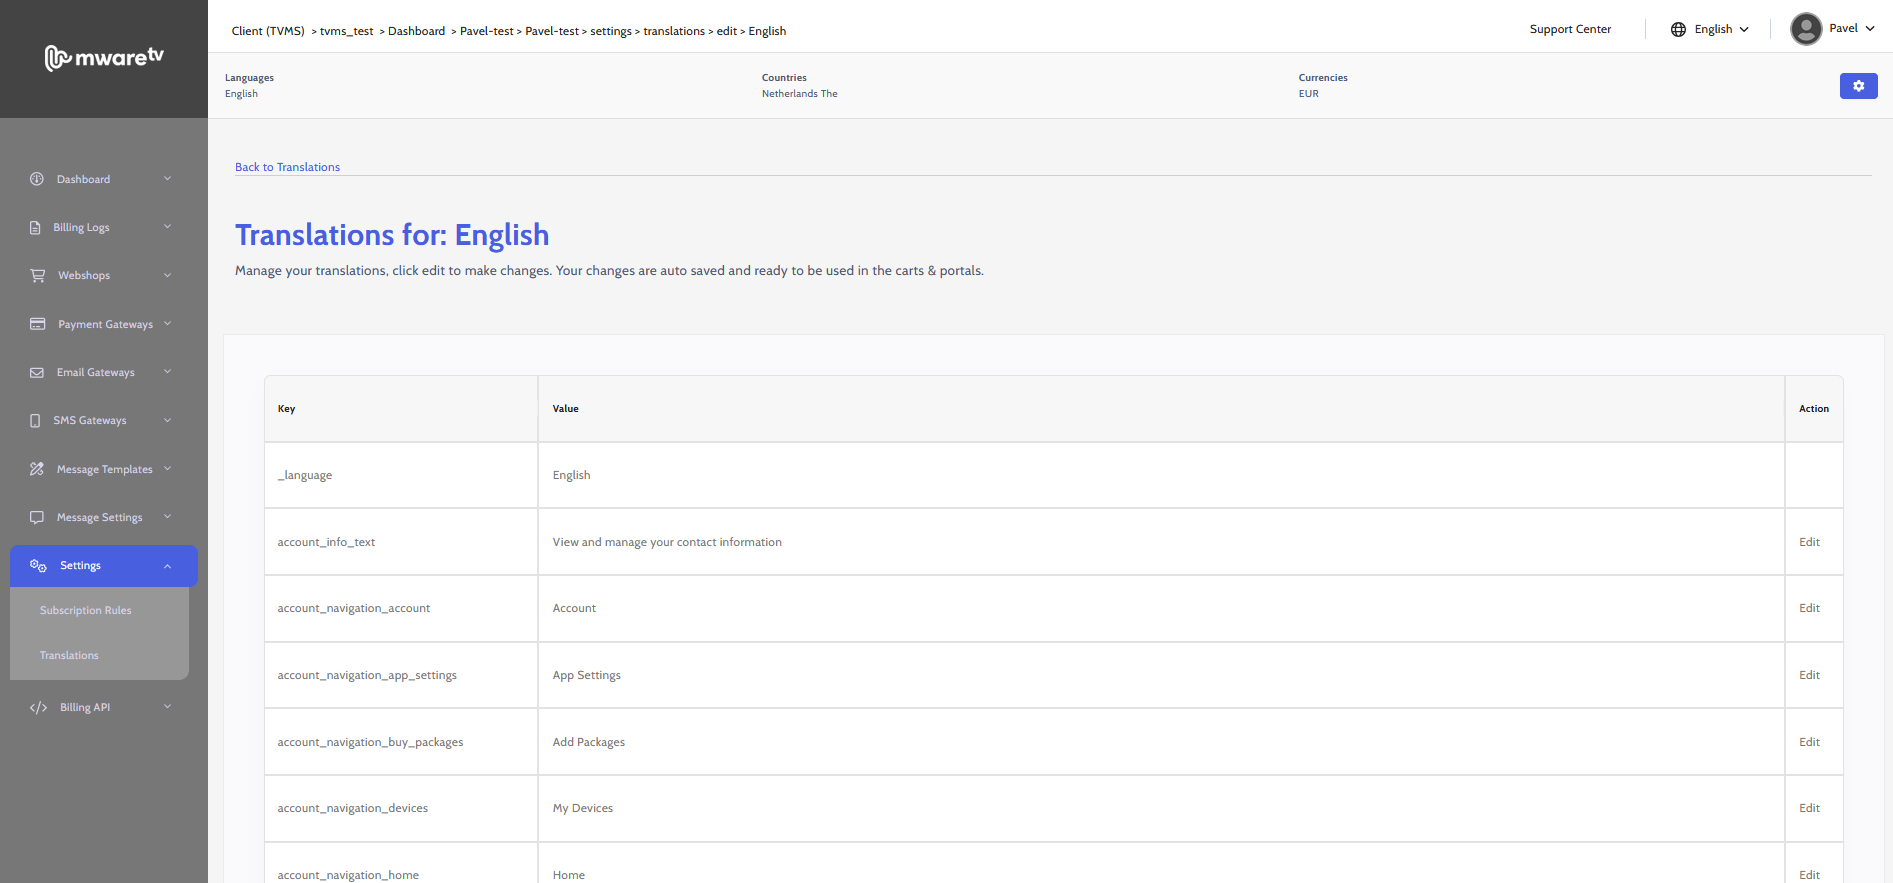 mwaretv
Client (TVMS) > tvms_test > Dashboard > Pavel-test > Pavel-test > settings > translations > edit > English
Support Center
English
Pavel
Languages
English
Countries
Netherlands The
Currencies
EUR
Dashboard
Billing Logs
Webshops
Payment Gateways
Email Gateways
SMS Gateways
Message Templates
Message Settings
Settings
Subscription Rules
Translations
Billing API
Back to Translations
Translations for: English
Manage your translations, click edit to make changes. Your changes are auto saved and ready to be used in the carts & portals.
Key Value Action
_language English
account_info_text View and manage your contact information Edit
account_navigation_account Account Edit
account_navigation_app_settings App Settings Edit
account_navigation_buy_packages Add Packages Edit
account_navigation_devices My Devices Edit
account_navigation_home Home Edit